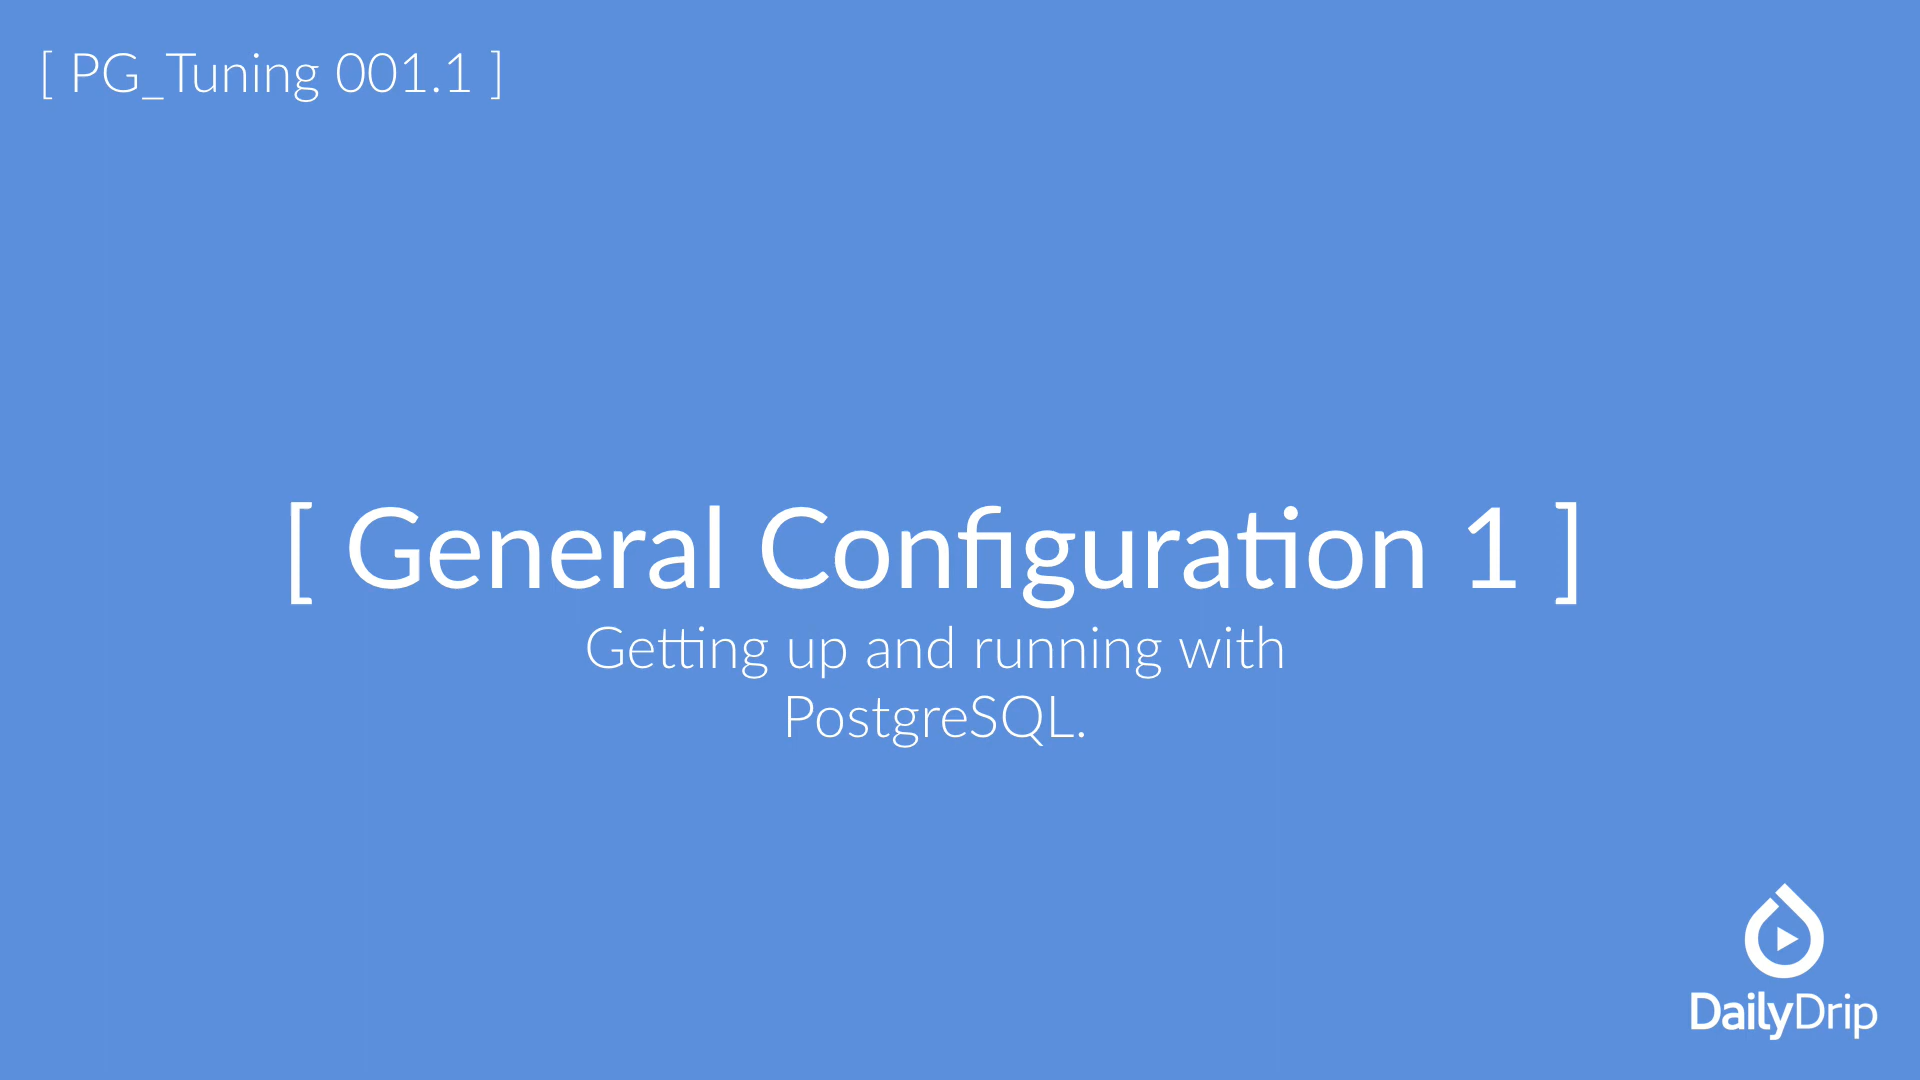 [ PG_Tuning 001.1 ]
[ General Configuration 1 ]
Getting up and running with
PostgreSQL.
DailyDrip